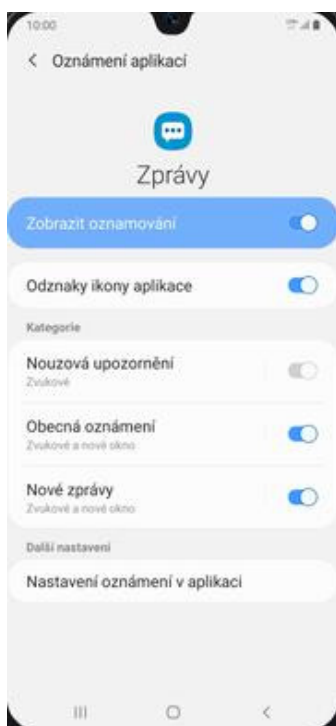 10:00
Oznámení aplikací
Zprávy
Zobrazit oznamování
Odznaky ikony aplikace
Kategorie
Nouzová upozornění
Zvukové
Obecná oznámení
Zvukové a nové okno
Nové zprávy
Zvukové a nové okno
Další nastavení
Nastavení oznámení v aplikaci